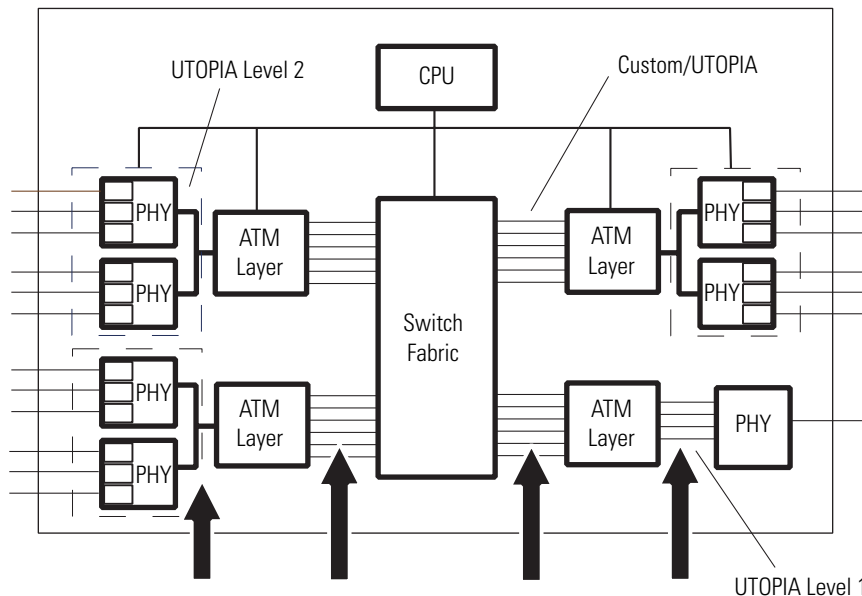 CPU
UTOPIA Level 2
Custom/UTOPIA
PHY
ATM
Layer
ATM
Layer
PHY
PHY
PHY
Switch
Fabric
PHY
ATM
Layer
ATM
Layer
PHY
PHY
UTOPIA Level 1